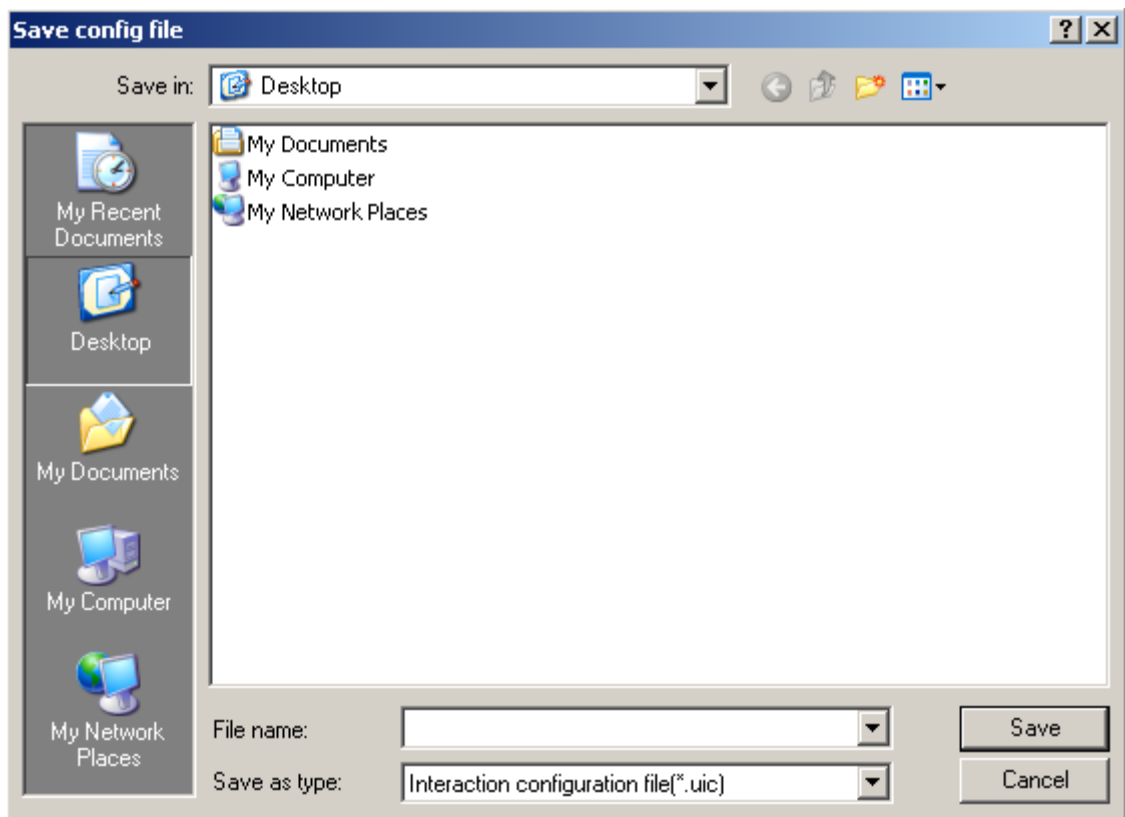 Save config file
Save in:
Desktop
My Recent
Documents
Desktop
My Documents
My Computer
My Network
Places
My Documents
My Computer
My Network Places
File name:
Save
Save as type:
Interaction configuration file(*.uic)
Cancel